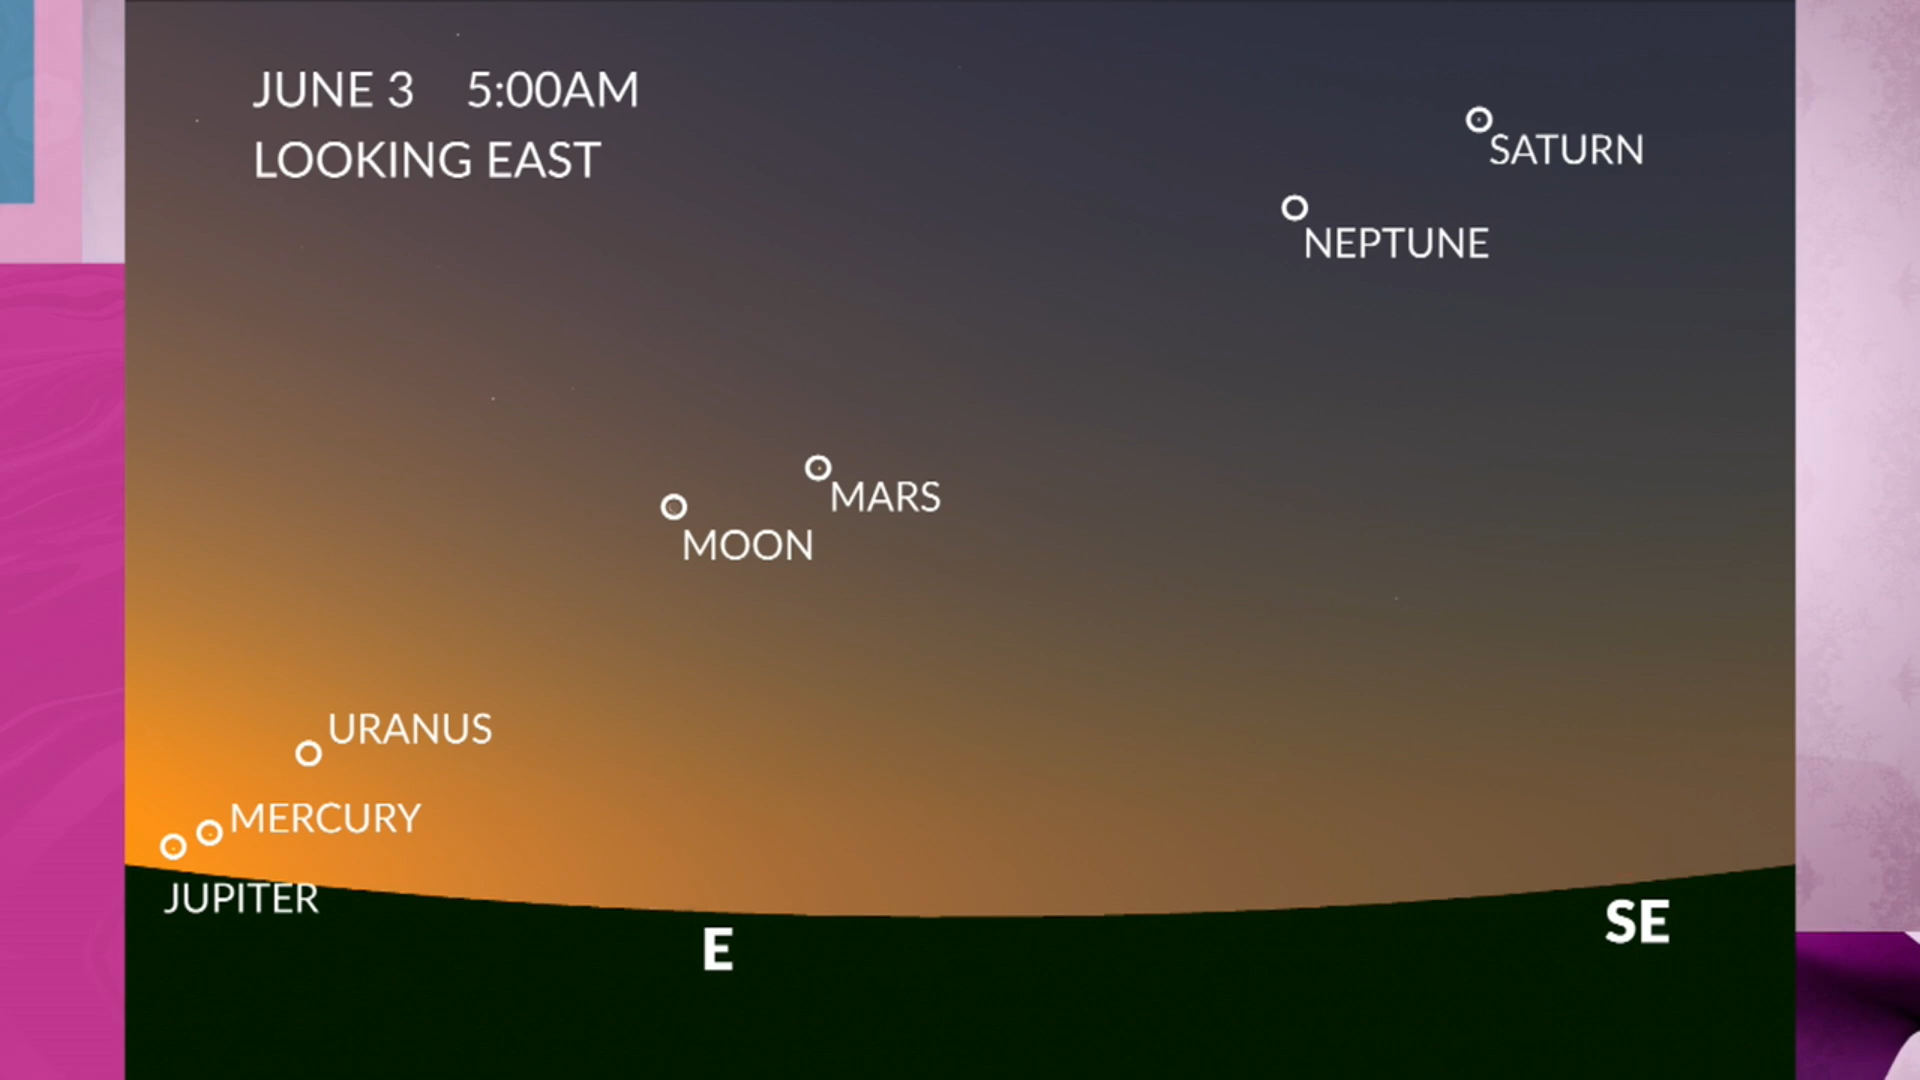 JUNE 3 5:00AM
LOOKING EAST
SATURN
NEPTUNE
MARS
MOON
URANUS
MERCURY
JUPITER
E
SE